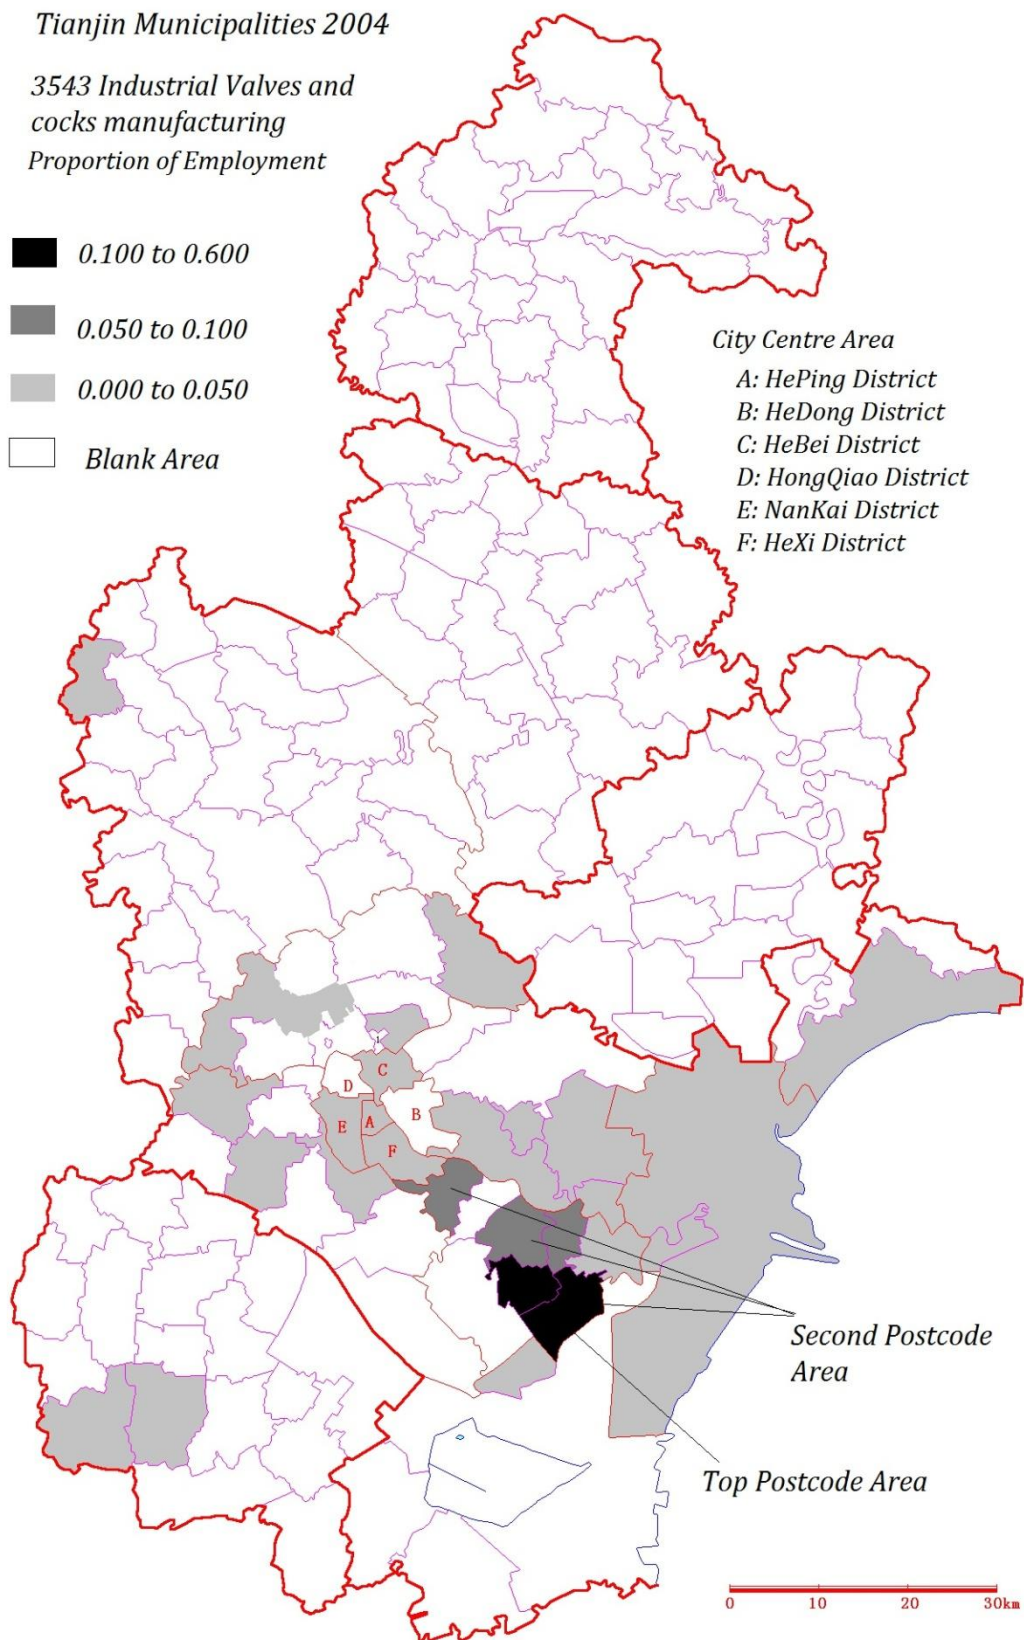 Tianjin Municipalities 2004
3543 Industrial Valves and
cocks manufacturing
Proportion of Employment
0.100 to 0.600
0.050 to 0.100
0.000 to 0.050
Blank Area
City Centre Area
A: HePing District
B: HeDong District
C: HeBei District
D: HongQiao District
E: NanKai District
F: HeXi District
C
D
B
A
E
F
Second Postcode
Area
Top Postcode Area
0 10 20 30km